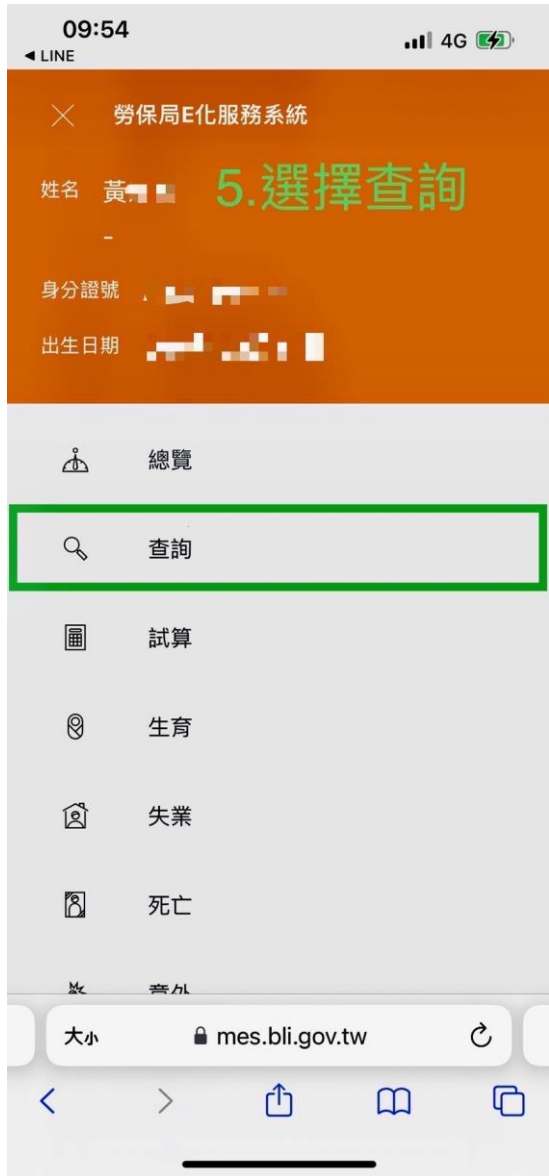 09:54
◀ LINE
4G
勞保局E化服務系統
姓名 黃
5.選擇查詢
-
身分證號
出生日期
總覽
查詢
試算
生育
失業
死亡
意外
大小
mes.bli.gov.tw